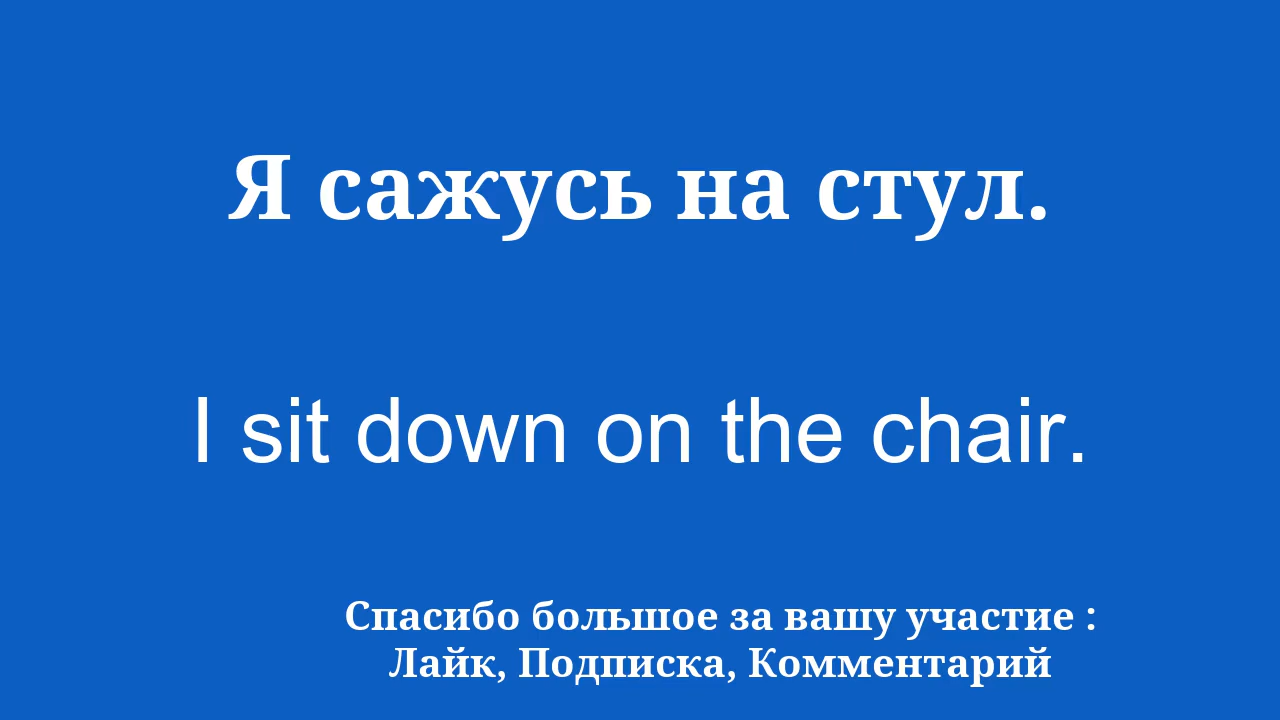 Я сажусь на стул.
I sit down on the chair.
Спасибо большое за вашу участие :
Лайк, Подписка, Комментарий